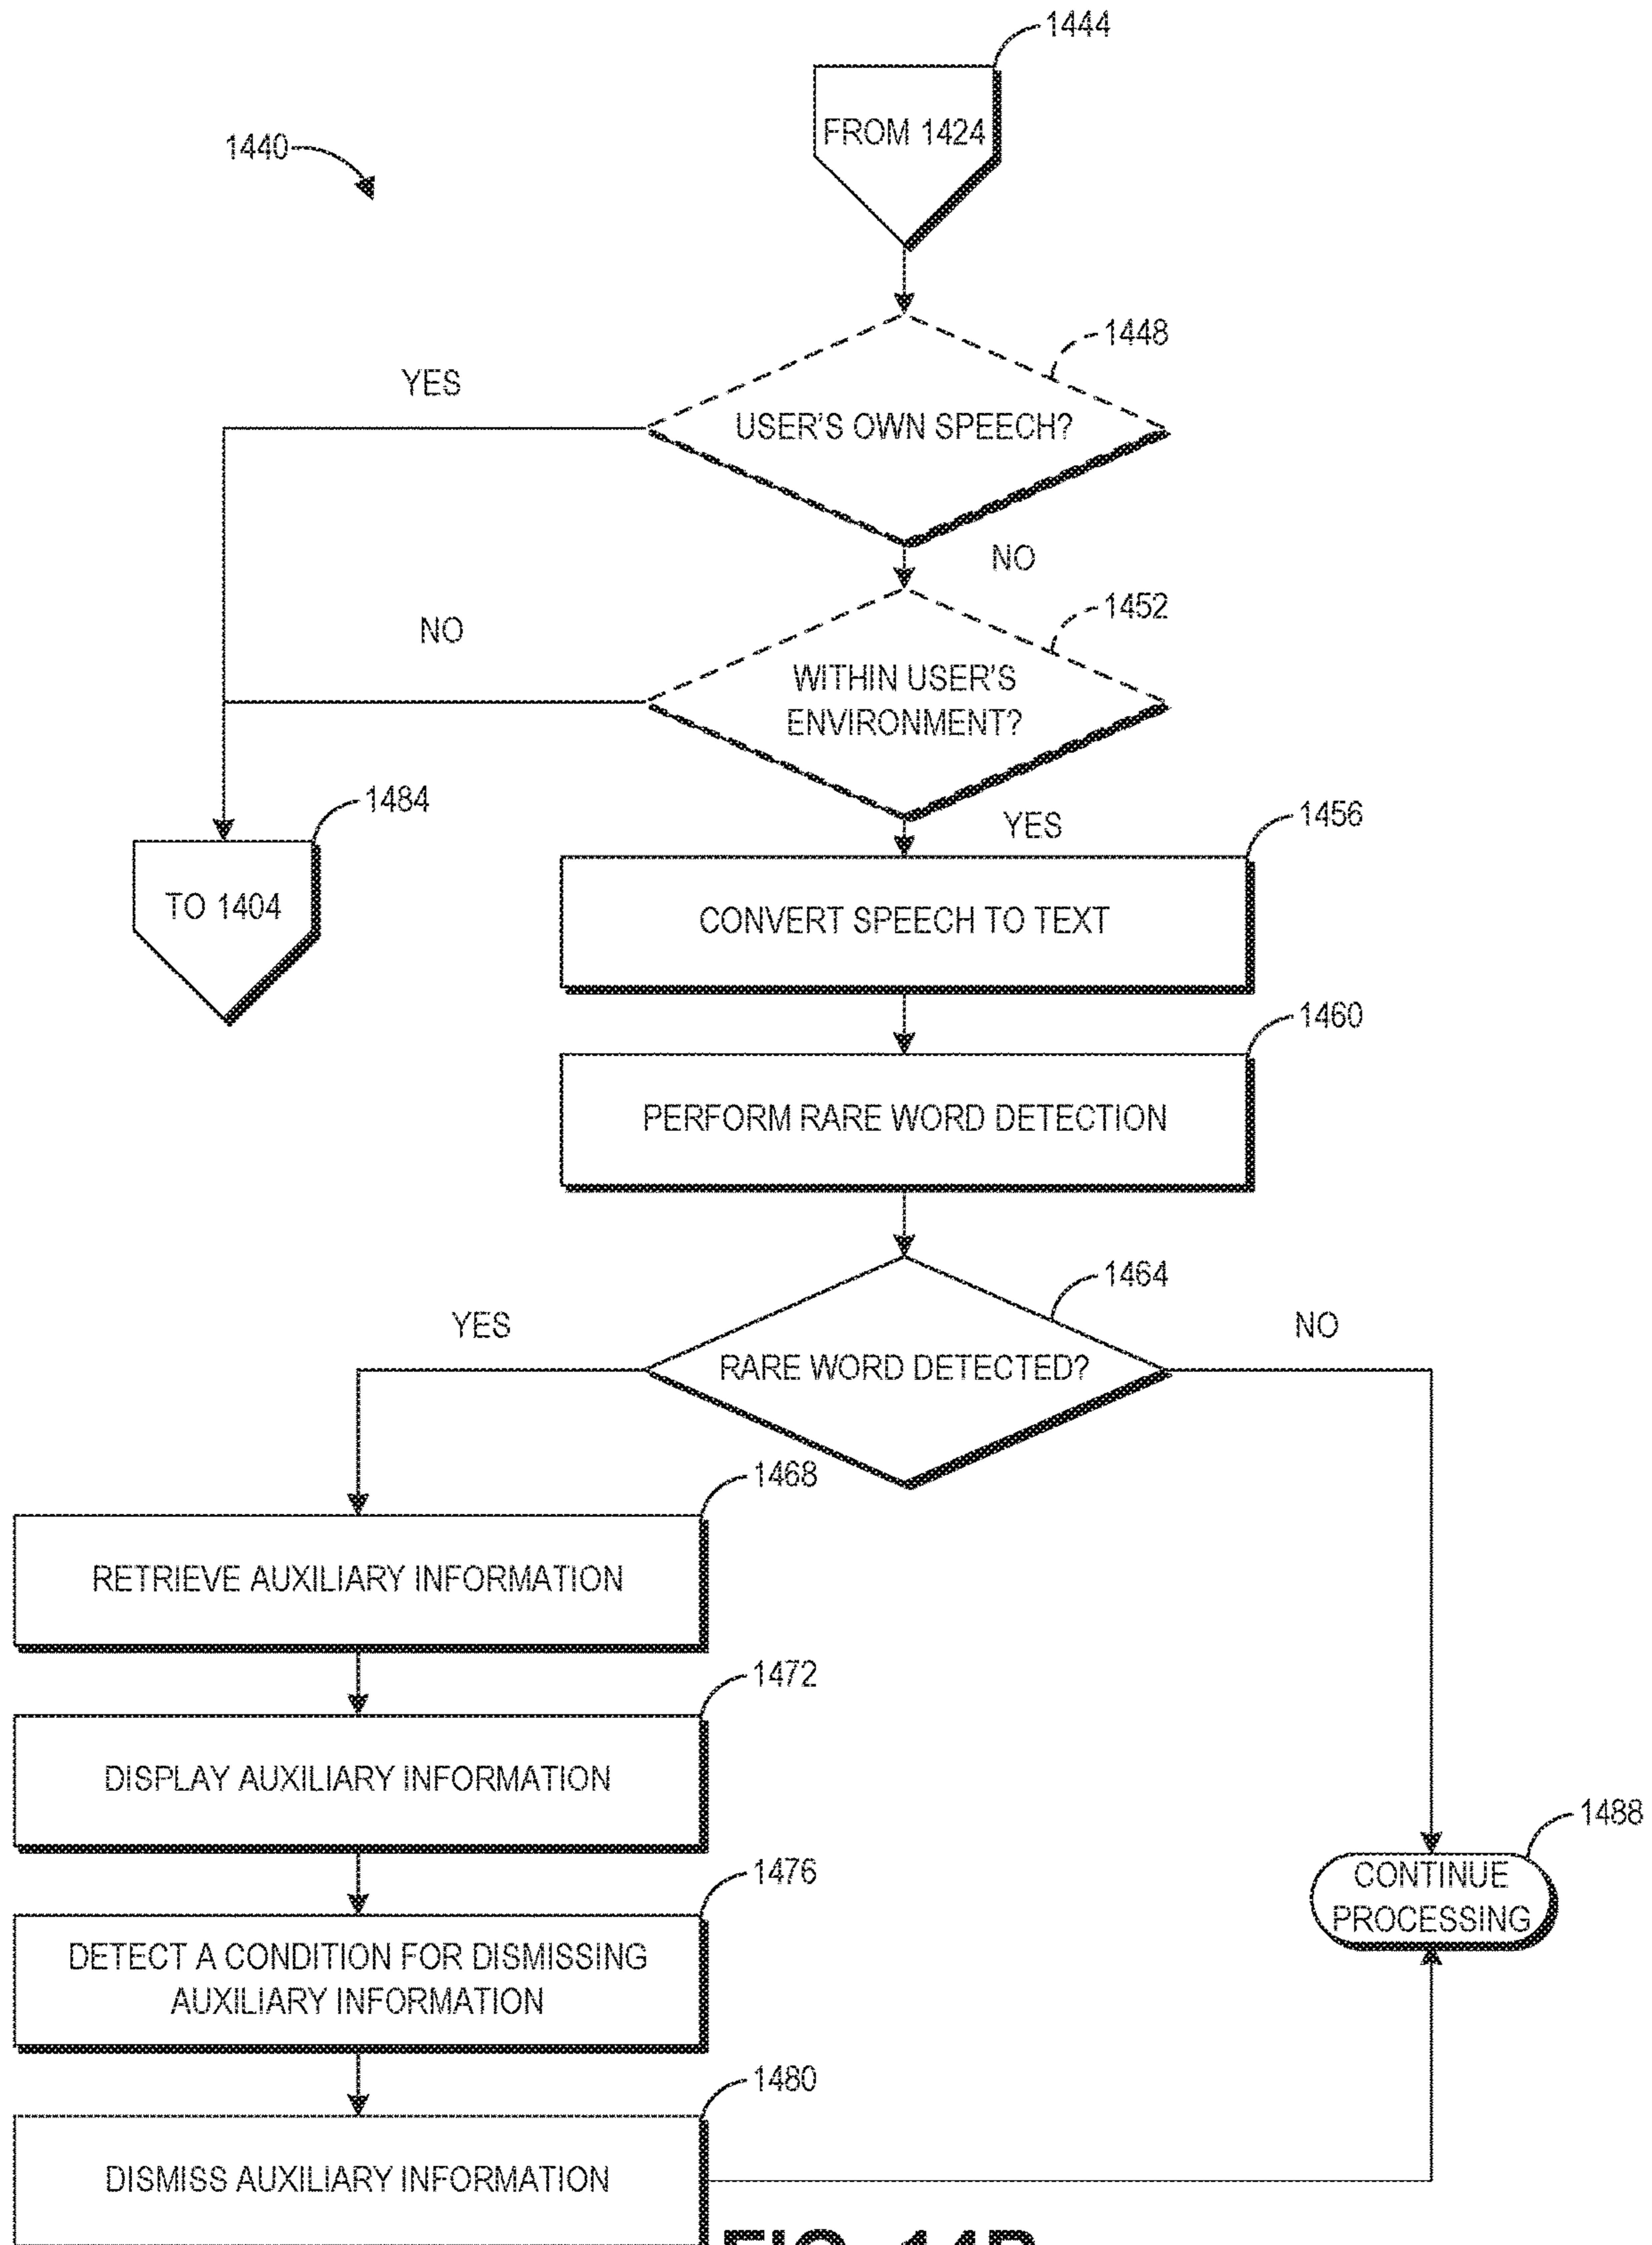 1444
FROM 1424
1440
1448
YES
USER'S OWN SPEECH?
NO
1452
NO
WITHIN USER'S
ENVIRONMENT?
1484
YES
1456
TO 1404
CONVERT SPEECH TO TEXT
1460
PERFORM RARE WORD DETECTION
1464
YES
NO
RARE WORD DETECTED?
1468
RETRIEVE AUXILIARY INFORMATION
1472
DISPLAY AUXILIARY INFORMATION
1488
CONTINUE
PROCESSING
1476
DETECT A CONDITION FOR DISMISSING
AUXILIARY INFORMATION
1480
DISMISS AUXILIARY INFORMATION